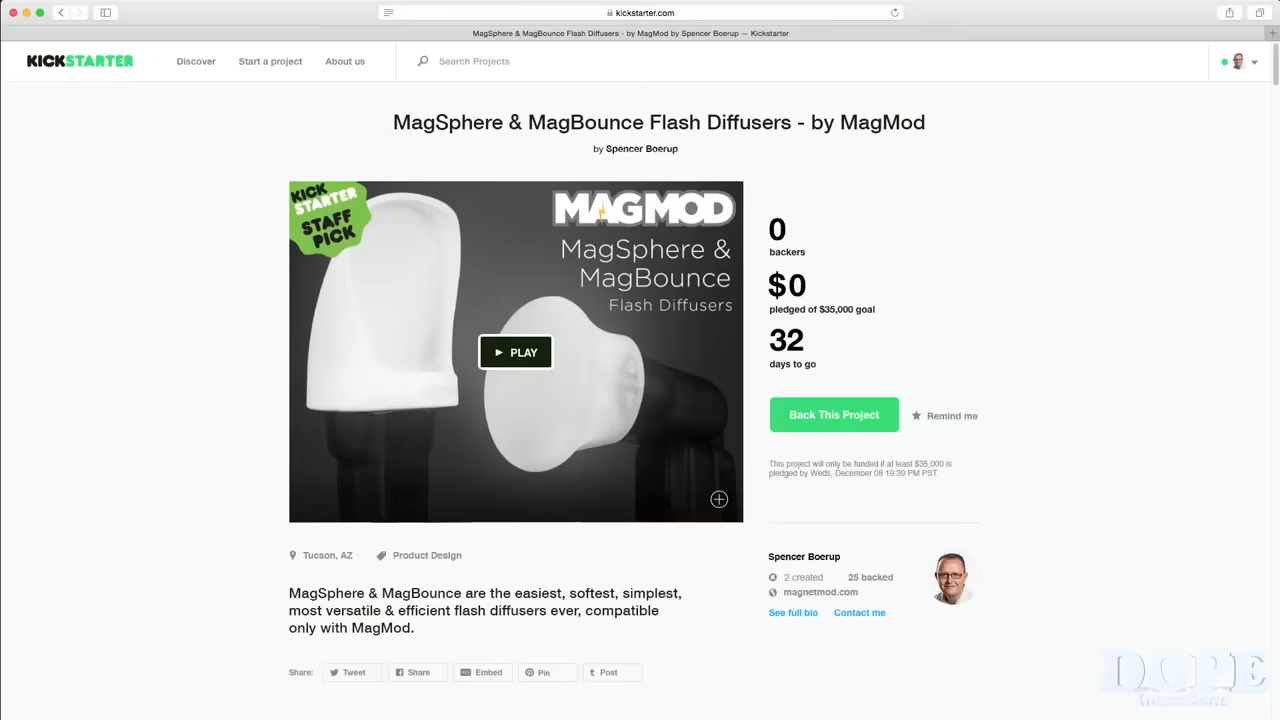 kickstarter.com
MagSphere & MagBounce Flash Diffusers - by MagMod by Spencer Boerup — Kickstarter
KICKSTARTER
Discover
Start a project
About us
Search Projects
MagSphere & MagBounce Flash Diffusers - by MagMod
by Spencer Boerup
KICK
STARTER
STAFF
PICK
MAGMOD
MagSphere &
MagBounce
Flash Diffusers
PLAY
0
backers
$0
pledged of $35,000 goal
32
days to go
Back This Project
Remind me
This project will only be funded if at least $35,000 is
pledged by Weds, December 08 19:39 PM PST.
Tucson, AZ
Product Design
MagSphere & MagBounce are the easiest, softest, simplest,
most versatile & efficient flash diffusers ever, compatible
only with MagMod.
Share:
Tweet
Share
Embed
Pin
Post
Spencer Boerup
2 created
25 backed
magnetmod.com
See full bio
Contact me
DOPE